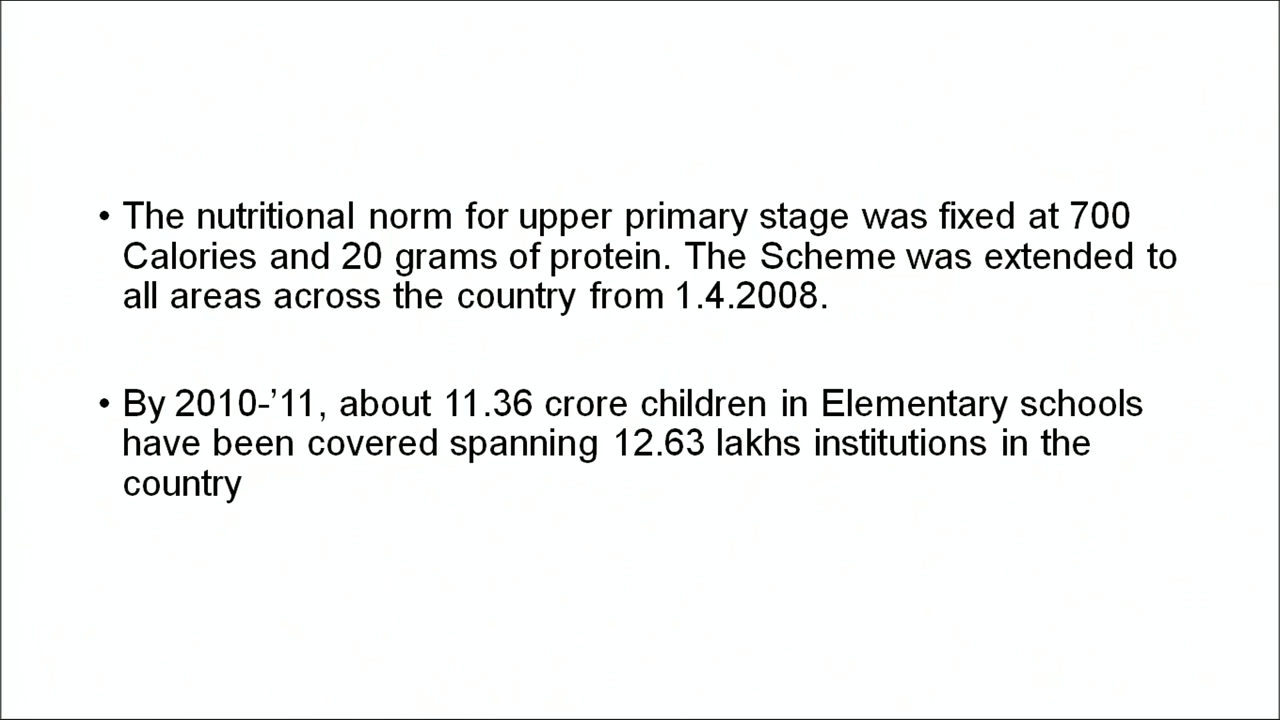 • The nutritional norm for upper primary stage was fixed at 700
Calories and 20 grams of protein. The Scheme was extended to
all areas across the country from 1.4.2008.
• By 2010-’11, about 11.36 crore children in Elementary schools
have been covered spanning 12.63 lakhs institutions in the
country